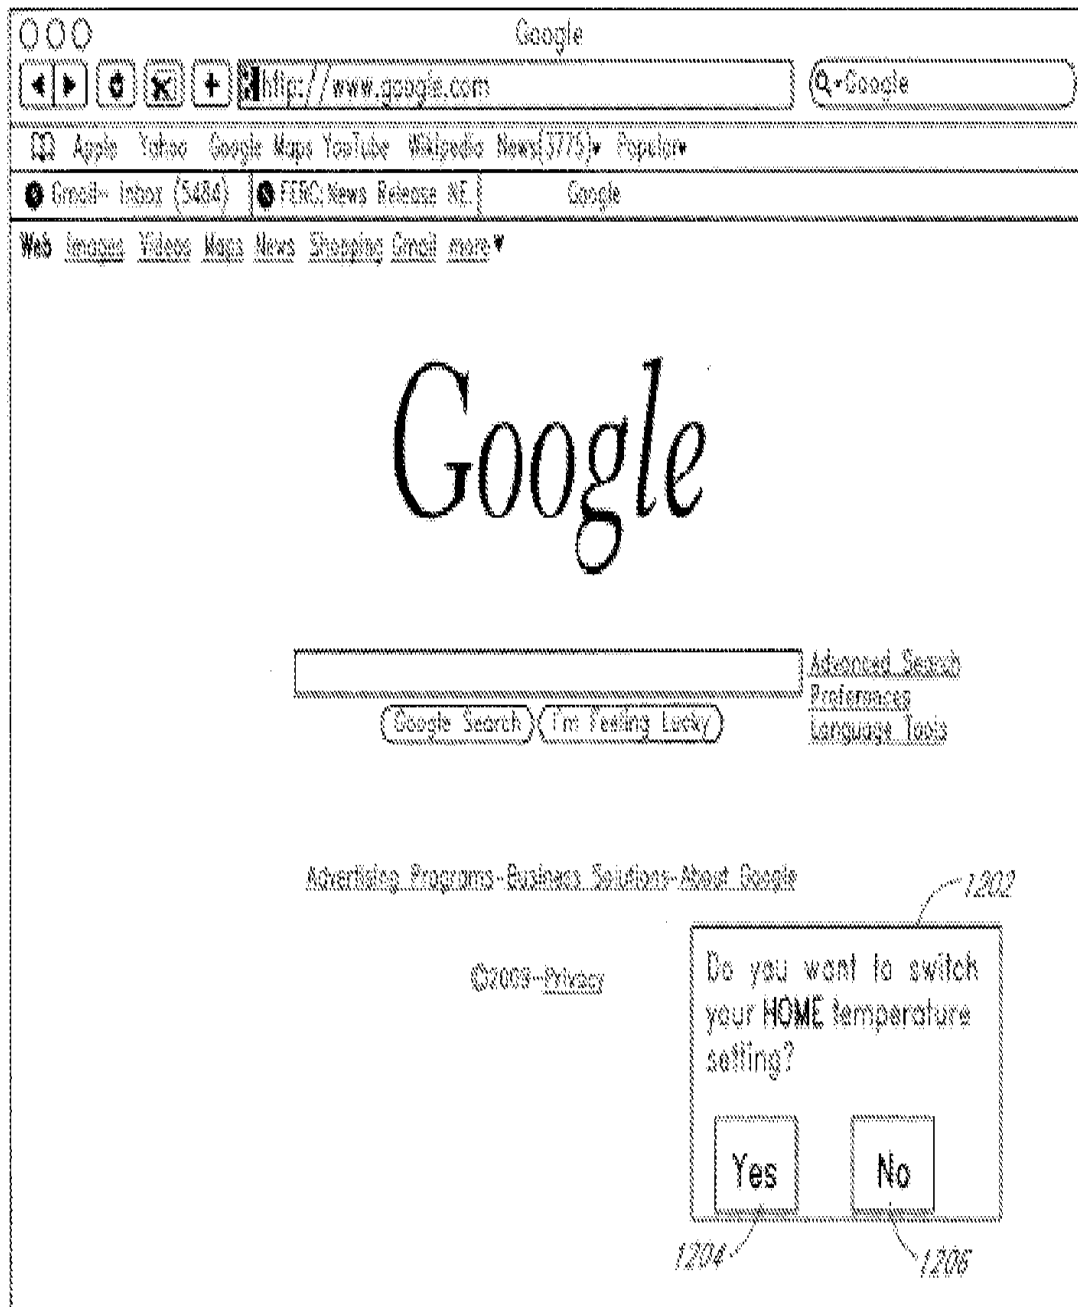 Google
http://www.google.com
Google
Apple Yahoo Google Maps YouTube Wikipedia News(3775) Popular
Gmail- Inbox (5484) FERC:News Release NE. Google
Web Images Videos Maps News Shopping Gmail more
Google
Advanced Search
Preferences
Google Search I'm Feeling Lucky Language Tools
Advertising Programs-Business Solutions-About Google
1202
©2009-Privacy
Do you want to switch
your HOME temperature
setting?
Yes No
1204 1206